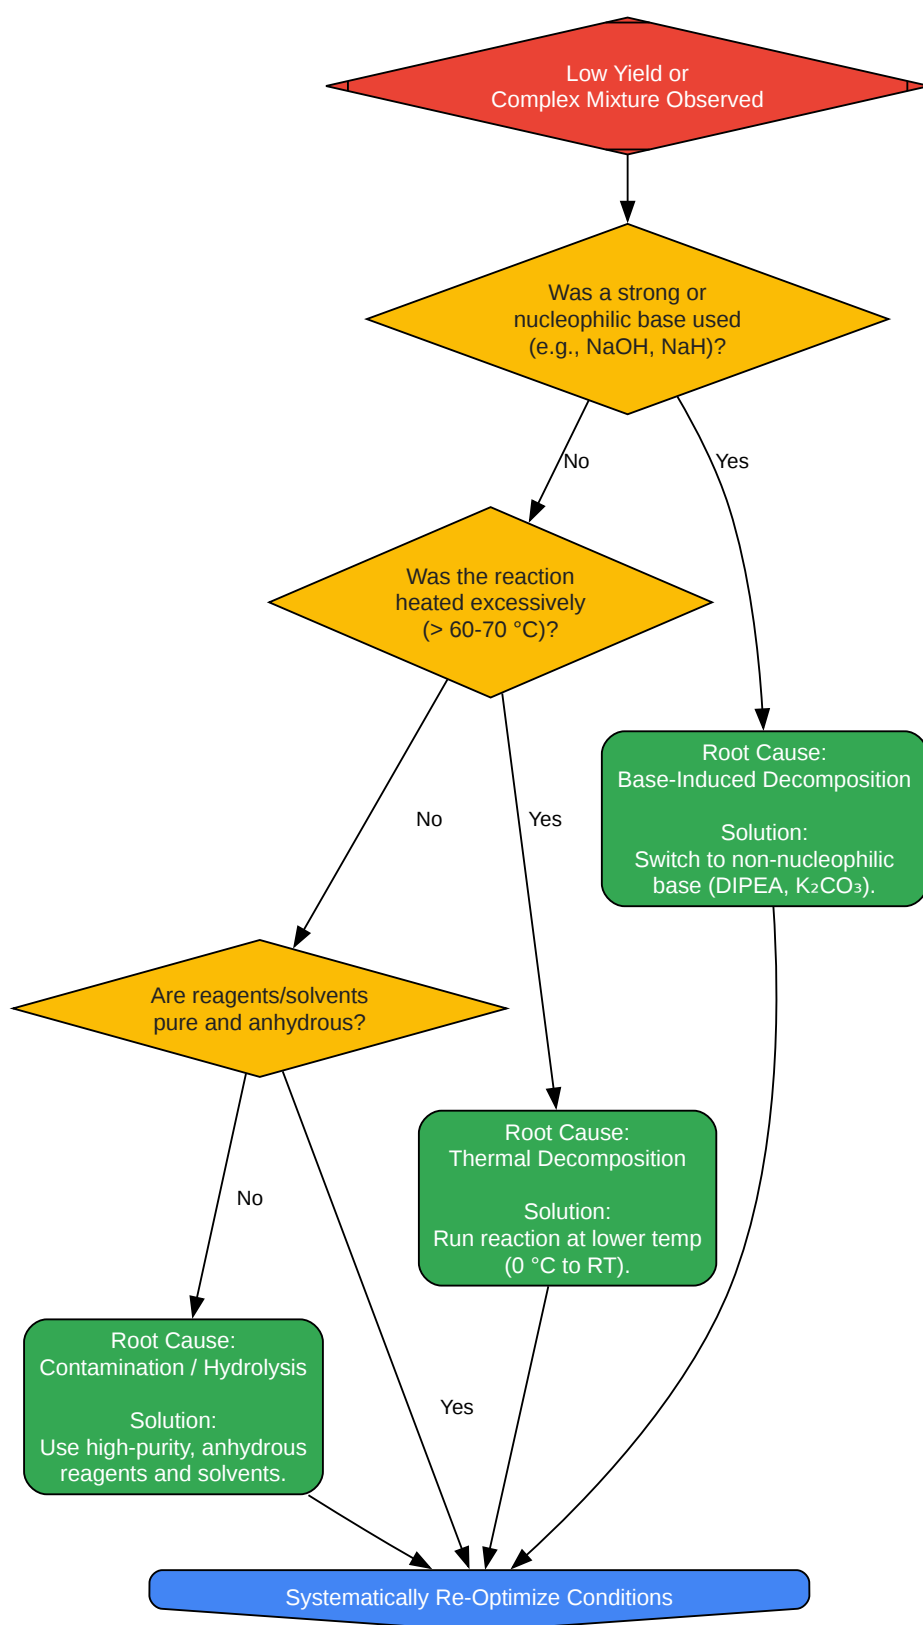 Low Yield or
Complex Mixture Observed
Was a strong or
nucleophilic base used
(e.g., NaOH, NaH)?
No
Yes
Was the reaction
heated excessively
(> 60-70 °C)?
Root Cause:
Base-Induced Decomposition
Solution:
Switch to non-nucleophilic
base (DIPEA, K₂CO₃).
No
Yes
Are reagents/solvents
pure and anhydrous?
Root Cause:
Thermal Decomposition
Solution:
Run reaction at lower temp
(0 °C to RT).
No
Yes
Root Cause:
Contamination / Hydrolysis
Solution:
Use high-purity, anhydrous
reagents and solvents.
Systematically Re-Optimize Conditions